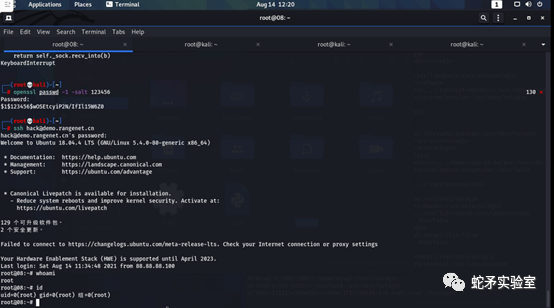 Applications Places Terminal Aug 14 12:20 1
root@08: ~
File Edit View Search Terminal Tabs Help
root@08: ~ × root@kali: ~ × root@kali: ~ × root@kali: ~ ×
return self._sock.recv_into(b)
KeyboardInterrupt
(root💀kali)-[~]
# openssl passwd -1 -salt 123456 130 ⨯
Password:
(root💀kali)-[~]
# ssh hack@demo.rangenet.cn
hack@demo.rangenet.cn's password:
Welcome to Ubuntu 18.04.4 LTS (GNU/Linux 5.4.0-80-generic x86_64)
* Documentation: https://help.ubuntu.com
* Management: https://landscape.canonical.com
* Support: https://ubuntu.com/advantage
* Canonical Livepatch is available for installation.
- Reduce system reboots and improve kernel security. Activate at:
https://ubuntu.com/livepatch
129 个可升级软件包。
2 个安全更新。
Failed to connect to https://changelogs.ubuntu.com/meta-release-lts. Check your Internet connection or proxy settings
Your Hardware Enablement Stack (HWE) is supported until April 2023.
Last login: Sat Aug 14 11:34:48 2021 from 88.88.88.100
root@08:~# whoami
root
root@08:~# id
uid=0(root) gid=0(root) 组=0(root)
root@08:~#
蛇矛实验室